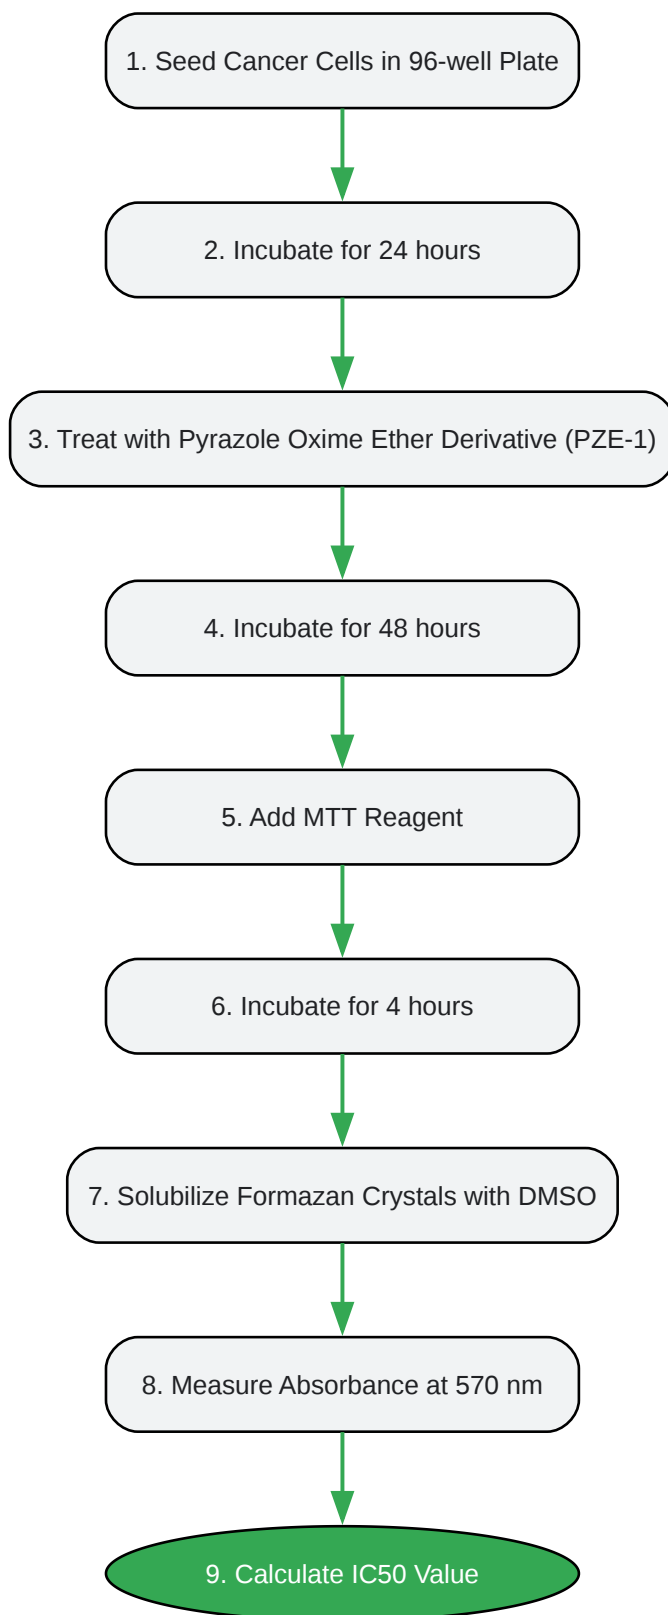 1. Seed Cancer Cells in 96-well Plate
2. Incubate for 24 hours
3. Treat with Pyrazole Oxime Ether Derivative (PZE-1)
4. Incubate for 48 hours
5. Add MTT Reagent
6. Incubate for 4 hours
7. Solubilize Formazan Crystals with DMSO
8. Measure Absorbance at 570 nm
9. Calculate IC50 Value